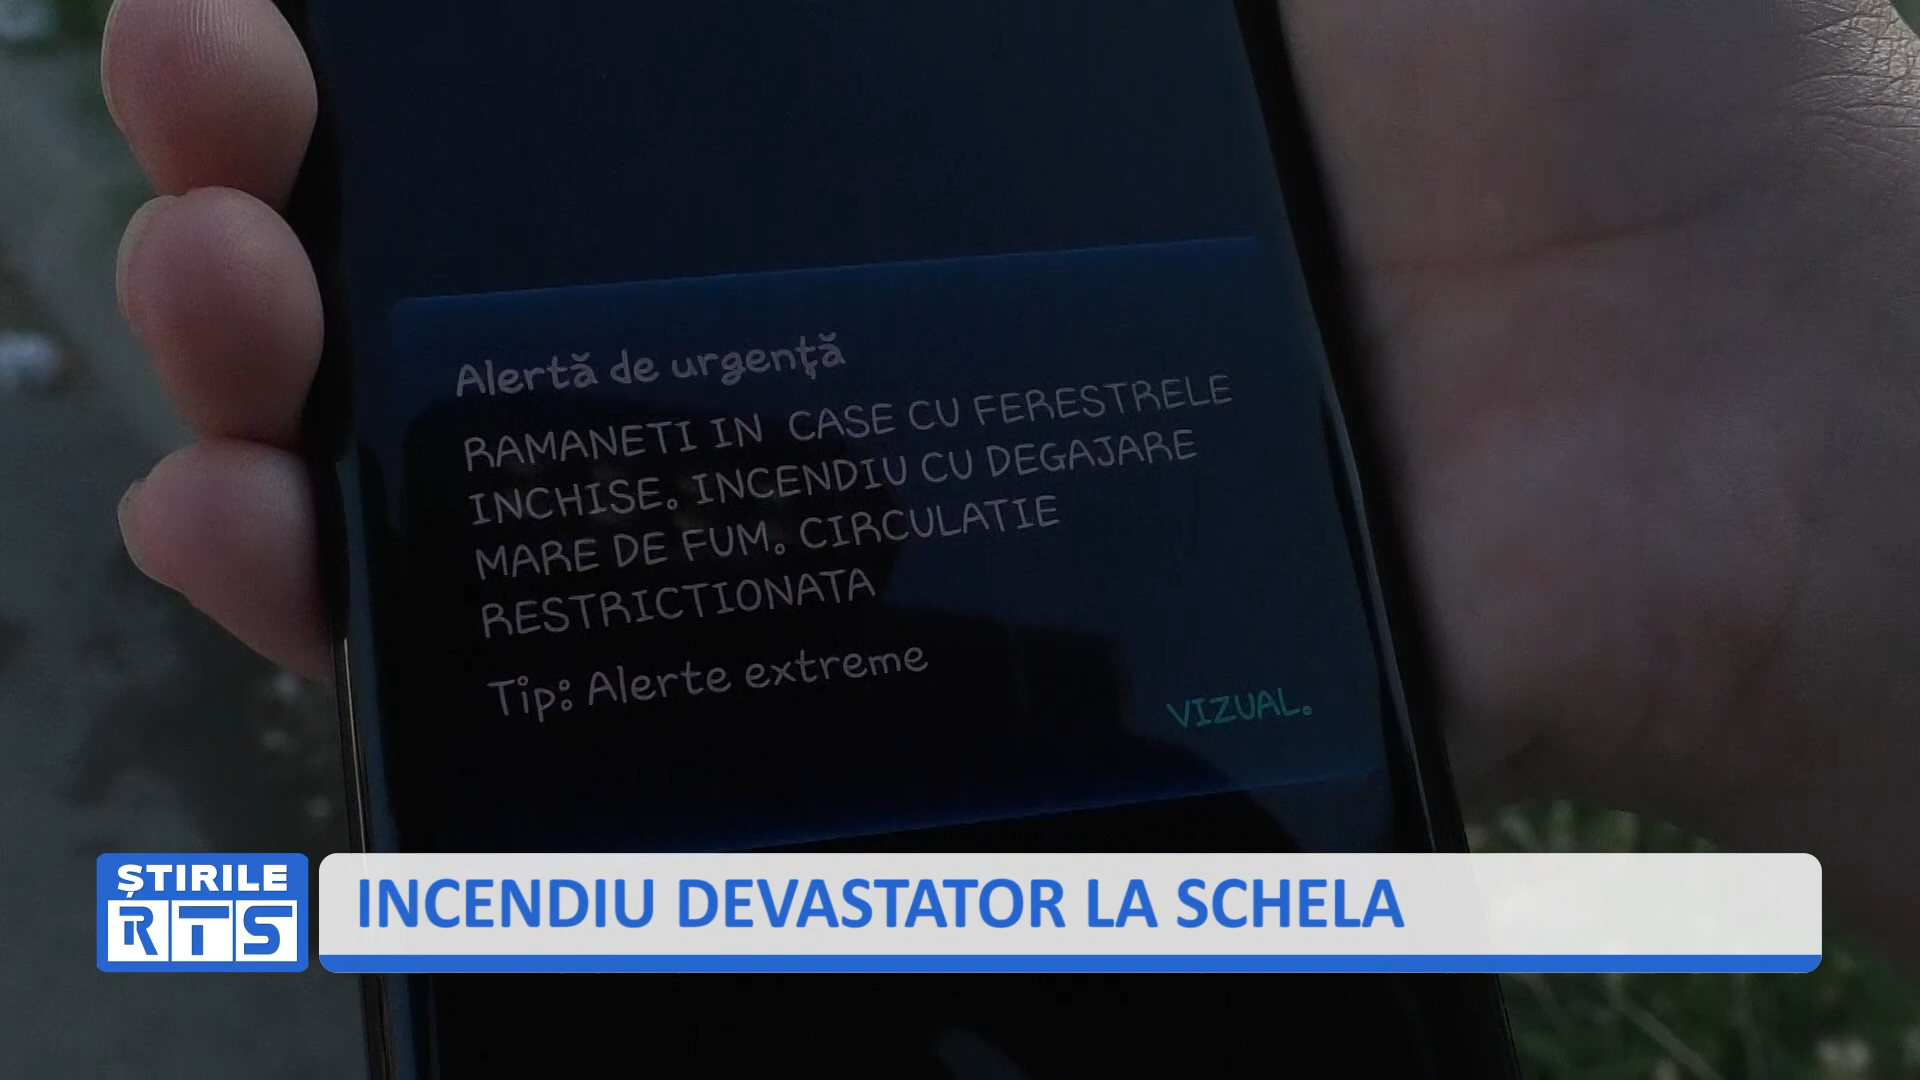 Alertă de urgență
RAMANETI IN CASE CU FERESTRELE
INCHISE. INCENDIU CU DEGAJARE
MARE DE FUM. CIRCULATIE
RESTRICTIONATA
Tip: Alerte extreme
VIZUAL.
ȘTIRILE
RTS
INCENDIU DEVASTATOR LA SCHELA